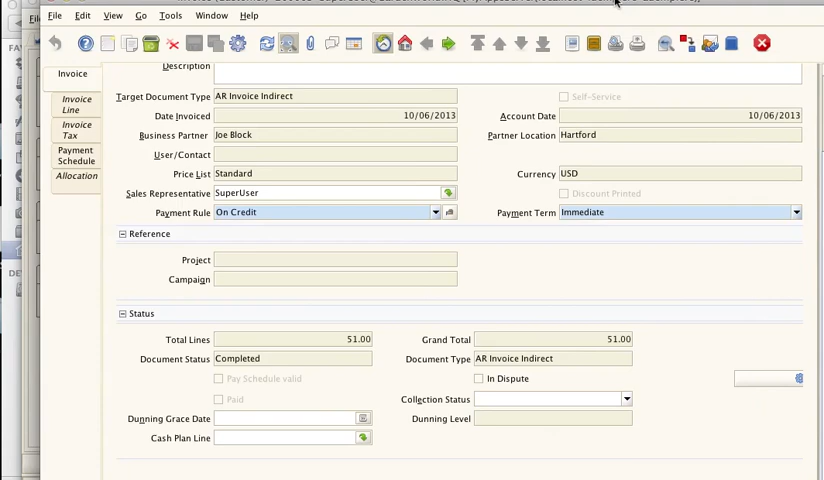 File Edit View Go Tools Window Help
Invoice
Invoice
Line
Invoice
Tax
Payment
Schedule
Allocation
Description
Target Document Type AR Invoice Indirect Self-Service
Date Invoiced 10/06/2013 Account Date 10/06/2013
Business Partner Joe Block Partner Location Hartford
User/Contact
Price List Standard Currency USD
Sales Representative SuperUser Discount Printed
Payment Rule On Credit Payment Term Immediate
Reference
Project
Campaign
Status
Total Lines 51.00 Grand Total 51.00
Document Status Completed Document Type AR Invoice Indirect
Pay Schedule valid In Dispute
Paid Collection Status
Dunning Grace Date Dunning Level
Cash Plan Line